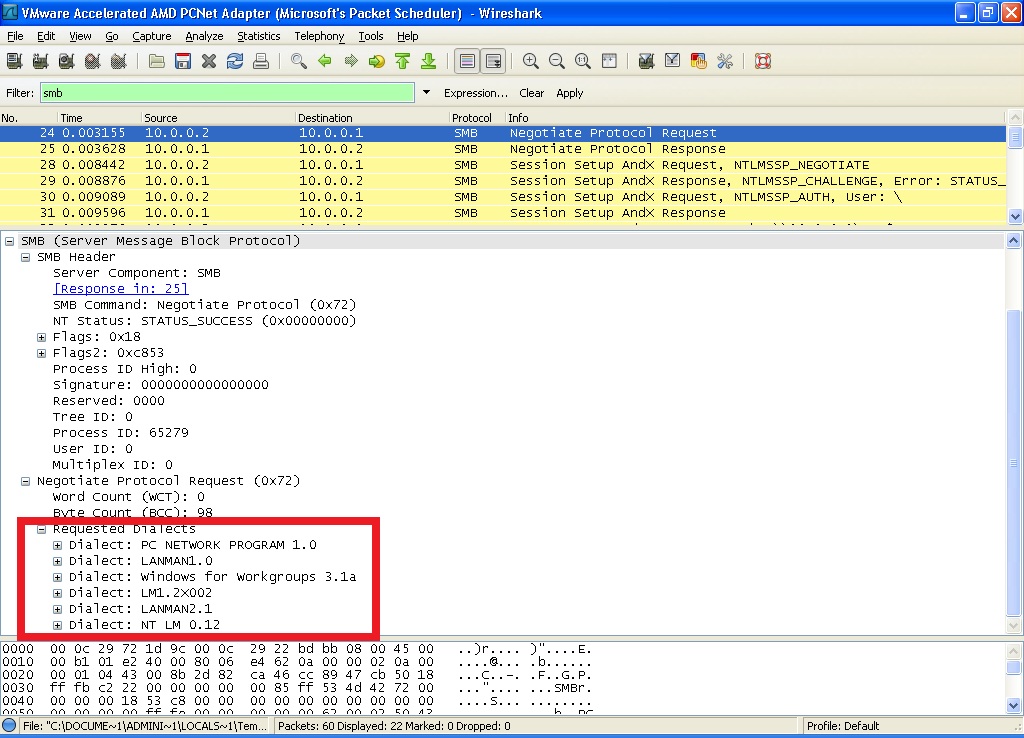 VMware Accelerated AMD PCNet Adapter (Microsoft's Packet Scheduler) - Wireshark
File Edit View Go Capture Analyze Statistics Telephony Tools Help
Filter: smb Expression... Clear Apply
No. Time Source Destination Protocol Info
24 0.003155 10.0.0.2 10.0.0.1 SMB Negotiate Protocol Request
25 0.003628 10.0.0.1 10.0.0.2 SMB Negotiate Protocol Response
28 0.008442 10.0.0.2 10.0.0.1 SMB Session Setup AndX Request, NTLMSSP_NEGOTIATE
29 0.008876 10.0.0.1 10.0.0.2 SMB Session Setup AndX Response, NTLMSSP_CHALLENGE, Error: STATUS_
30 0.009089 10.0.0.2 10.0.0.1 SMB Session Setup AndX Request, NTLMSSP_AUTH, User: \
31 0.009596 10.0.0.1 10.0.0.2 SMB Session Setup AndX Response
SMB (Server Message Block Protocol)
SMB Header
Server Component: SMB
[Response in: 25]
SMB Command: Negotiate Protocol (0x72)
NT Status: STATUS_SUCCESS (0x00000000)
Flags: 0x18
Flags2: 0xc853
Process ID High: 0
Signature: 0000000000000000
Reserved: 0000
Tree ID: 0
Process ID: 65279
User ID: 0
Multiplex ID: 0
Negotiate Protocol Request (0x72)
Word Count (WCT): 0
Byte Count (BCC): 98
Requested Dialects
Dialect: PC NETWORK PROGRAM 1.0
Dialect: LANMAN1.0
Dialect: Windows for Workgroups 3.1a
Dialect: LM1.2X002
Dialect: LANMAN2.1
Dialect: NT LM 0.12
0000 00 0c 29 72 1d 9c 00 0c 29 22 bd bb 08 00 45 00 ..)r.... )"....E.
0010 00 b1 01 e2 40 00 80 06 e4 62 0a 00 00 02 0a 00 ....@... .b......
0020 00 01 04 43 00 8b 2d 82 ca 46 cc 89 47 cb 50 18 ...C..-. .F..G.P.
0030 ff ff bc c2 22 00 00 00 00 00 85 ff 53 4d 42 72 00 ...."... ....SMBr.
0040 00 00 00 18 53 c8 00 00 00 00 00 00 00 00 00 00 ....S... ........
File: "C:\DOCUME~1\ADMINI~1\LOCALS~1\Tem... Packets: 60 Displayed: 22 Marked: 0 Dropped: 0 Profile: Default